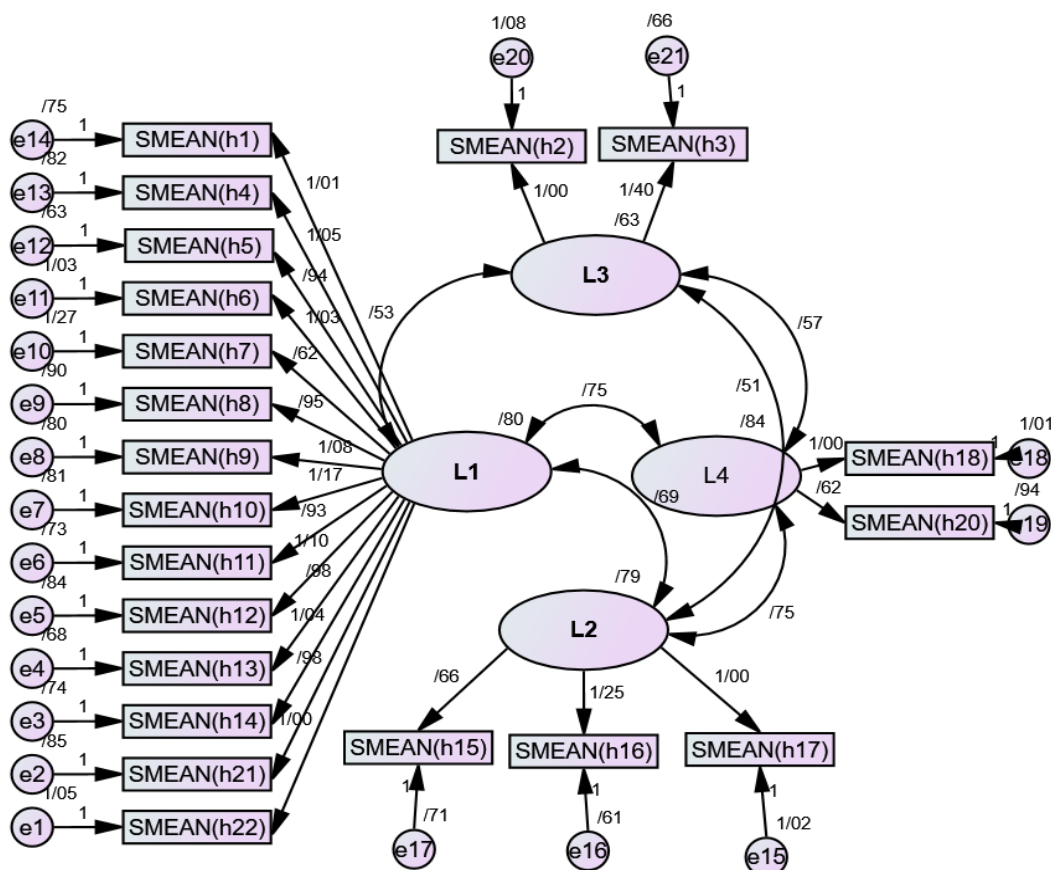 1/08
/66
e20
e21
1
1
/75
e14
1
SMEAN(h1)
SMEAN(h2)
SMEAN(h3)
/82
e13
1
SMEAN(h4)
1/01
1/00
1/40
/63
e12
1
SMEAN(h5)
1/05
/63
L3
1/03
e11
1
SMEAN(h6)
/94
1/27
e10
1
SMEAN(h7)
1/03
/53
/57
/90
e9
1
SMEAN(h8)
/62
/51
/80
e8
1
SMEAN(h9)
/95
/75
/84
/80
L1
L4
1/00
SMEAN(h18)
1
1/01
e18
/81
e7
1
SMEAN(h10)
1/08
1/17
/69
/62
SMEAN(h20)
1
/94
e19
/73
e6
1
SMEAN(h11)
/93
/84
e5
1
SMEAN(h12)
1/10
/98
/79
L2
/75
/68
e4
1
SMEAN(h13)
1/04
/74
e3
1
SMEAN(h14)
/98
/66
1/25
1/00
/85
e2
1
SMEAN(h21)
1/00
SMEAN(h15)
SMEAN(h16)
SMEAN(h17)
1/05
e1
1
SMEAN(h22)
1
1
1
/71
/61
1/02
e17
e16
e15